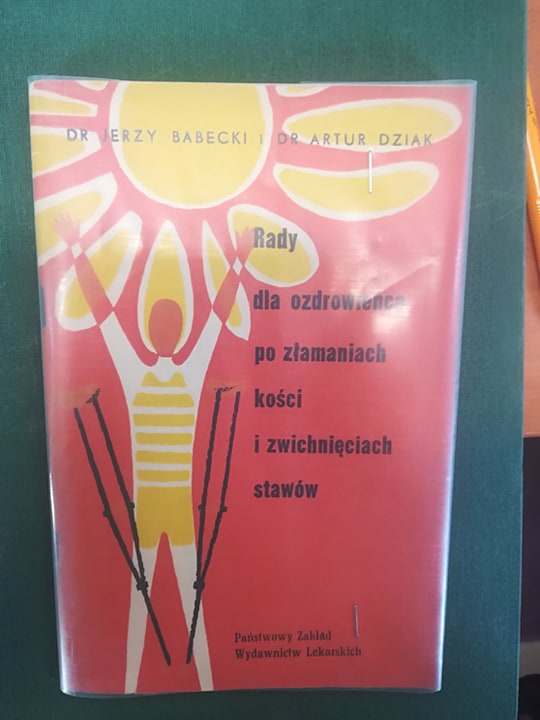 DR JERZY BABECKI i DR ARTUR DZIAK
Rady
dla ozdrowieńca
po złamaniach
kości
i zwichnięciach
stawów
Państwowy Zakład
Wydawnictw Lekarskich